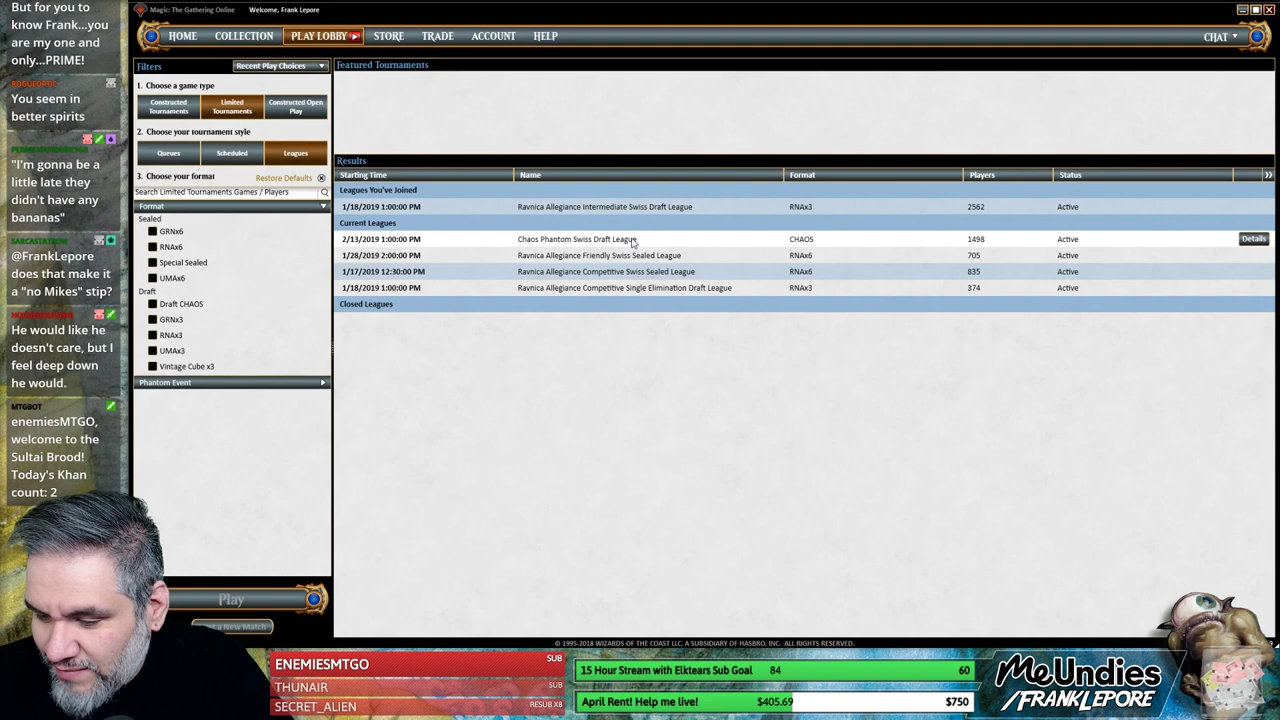 But for you to
know Frank...you
are my one and
only...PRIME!
ROGUEOPTIC
You seem in
better spirits
"I'm gonna be a
little late they
didn't have any
bananas"
SARCASTATRON
@FrankLepore
does that make it
a "no Mikes" stip?
He would like he
doesn't care, but I
feel deep down
he would.
MTGBOT
enemiesMTGO,
welcome to the
Sultai Brood!
Today's Khan
count: 2
Magic: The Gathering Online Welcome, Frank Lepore
HOME COLLECTION PLAY LOBBY STORE TRADE ACCOUNT HELP CHAT
Filters Recent Play Choices
1. Choose a game type
Constructed Tournaments Limited Tournaments Constructed Open Play
2. Choose your tournament style
Queues Scheduled Leagues
3. Choose your format Restore Defaults
Search Limited Tournaments Games / Players
Format
Sealed
GRNx6
RNAx6
Special Sealed
UMAx6
Draft
Draft CHAOS
GRNx3
RNAx3
UMAx3
Vintage Cube x3
Phantom Event
Play
a New Match
Featured Tournaments
Results
Starting Time Name Format Players Status
Leagues You've Joined
1/18/2019 1:00:00 PM Ravnica Allegiance Intermediate Swiss Draft League RNAx3 2562 Active
Current Leagues
2/13/2019 1:00:00 PM Chaos Phantom Swiss Draft League CHAOS 1498 Active Details
1/28/2019 2:00:00 PM Ravnica Allegiance Friendly Swiss Sealed League RNAx6 705 Active
1/17/2019 12:30:00 PM Ravnica Allegiance Competitive Swiss Sealed League RNAx6 835 Active
1/18/2019 1:00:00 PM Ravnica Allegiance Competitive Single Elimination Draft League RNAx3 374 Active
Closed Leagues
© 1995-2018 WIZARDS OF THE COAST LLC, A SUBSIDIARY OF HASBRO, INC. ALL RIGHTS RESERVED.
ENEMIESMTGO SUB
THUNAIR SUB
SECRET_ALIEN RESUB X8
15 Hour Stream with Elktears Sub Goal 84 60
April Rent! Help me live! $405.69 $750
MeUndies
/FRANKLEPORE